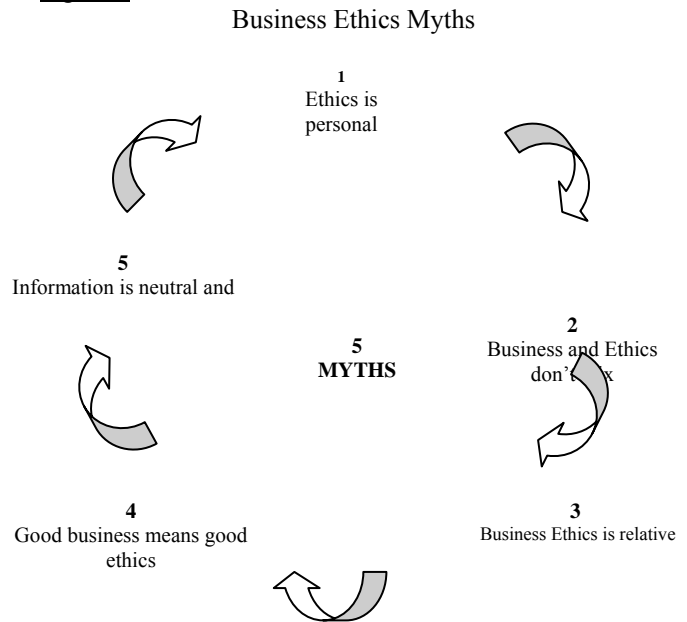 Business Ethics Myths
1
Ethics is
personal
5
Information is neutral and
5
MYTHS
2
Business and Ethics
3
Business Ethics is relative
4
Good business means good
ethics